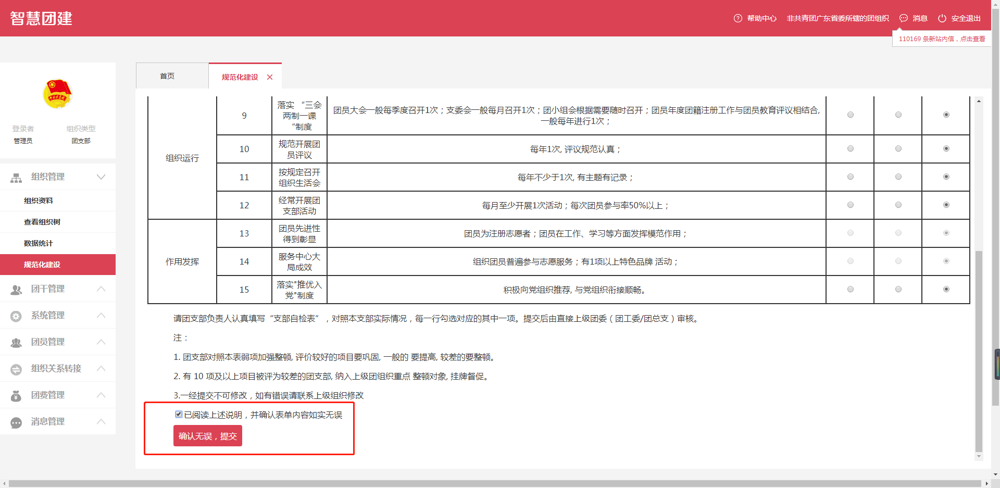 智慧团建
帮助中心 非共青团广东省委所辖的团组织 消息 安全退出
110169 条新站内信，点击查看
首页
规范化建设
登录者
组织类型
管理员
团支部
组织管理
组织资料
查看组织树
数据统计
规范化建设
团干管理
系统管理
团员管理
组织关系转接
团费管理
消息管理
组织运行
9
落实 “三会
两制一课
“制度
团员大会一般每季度召开1次；支委会一般每月召开1次；团小组会根据需要随时召开；团员年度团籍注册工作与团员教育评议相结合,
一般每年进行1次；
10
规范开展团
员评议
每年1次, 评议规范认真；
11
按规定召开
组织生活会
每年不少于1次, 有主题有记录；
12
经常开展团
支部活动
每月至少开展1次活动；每次团员参与率50%以上；
作用发挥
13
团员先进性
得到彰显
团员为注册志愿者；团员在工作、学习等方面发挥模范作用；
14
服务中心大
局成效
组织团员普遍参与志愿服务；有1项以上特色品牌 活动；
15
落实"推优入
党"制度
积极向党组织推荐, 与党组织衔接顺畅。
请团支部负责人认真填写“支部自检表”，对照本支部实际情况，每一行勾选对应的其中一项。提交后由直接上级团委（团工委/团总支）审核。
注：
1. 团支部对照本表弱项加强整顿, 评价较好的项目要巩固, 一般的 要提高, 较差的要整顿。
2. 有 10 项及以上项目被评为较差的团支部, 纳入上级团组织重点 整顿对象, 挂牌督促。
3.一经提交不可修改，如有错误请联系上级组织修改
已阅读上述说明，并确认表单内容如实无误
确认无误，提交